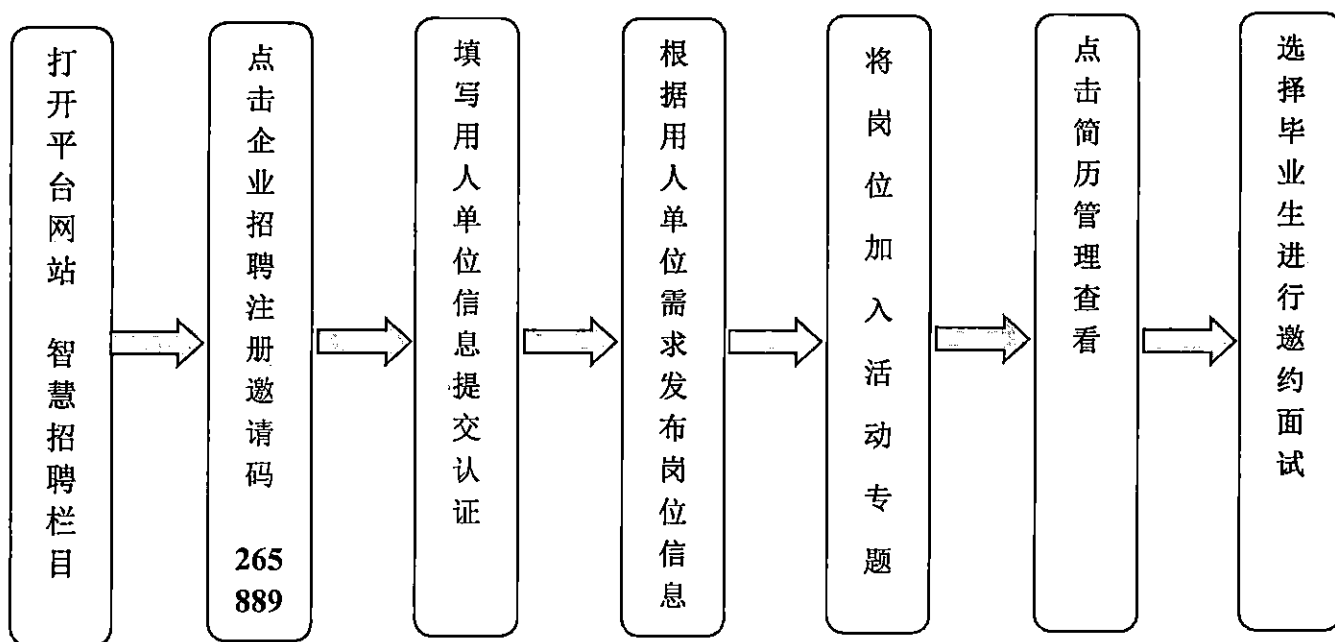 打开平台网站 智慧招聘栏目
点击企业招聘注册邀请码 265
889
填写用人单位信息提交认证
根据用人单位需求发布岗位信息
将岗位加入活动专题
点击简历管理查看
选择毕业生进行邀约面试